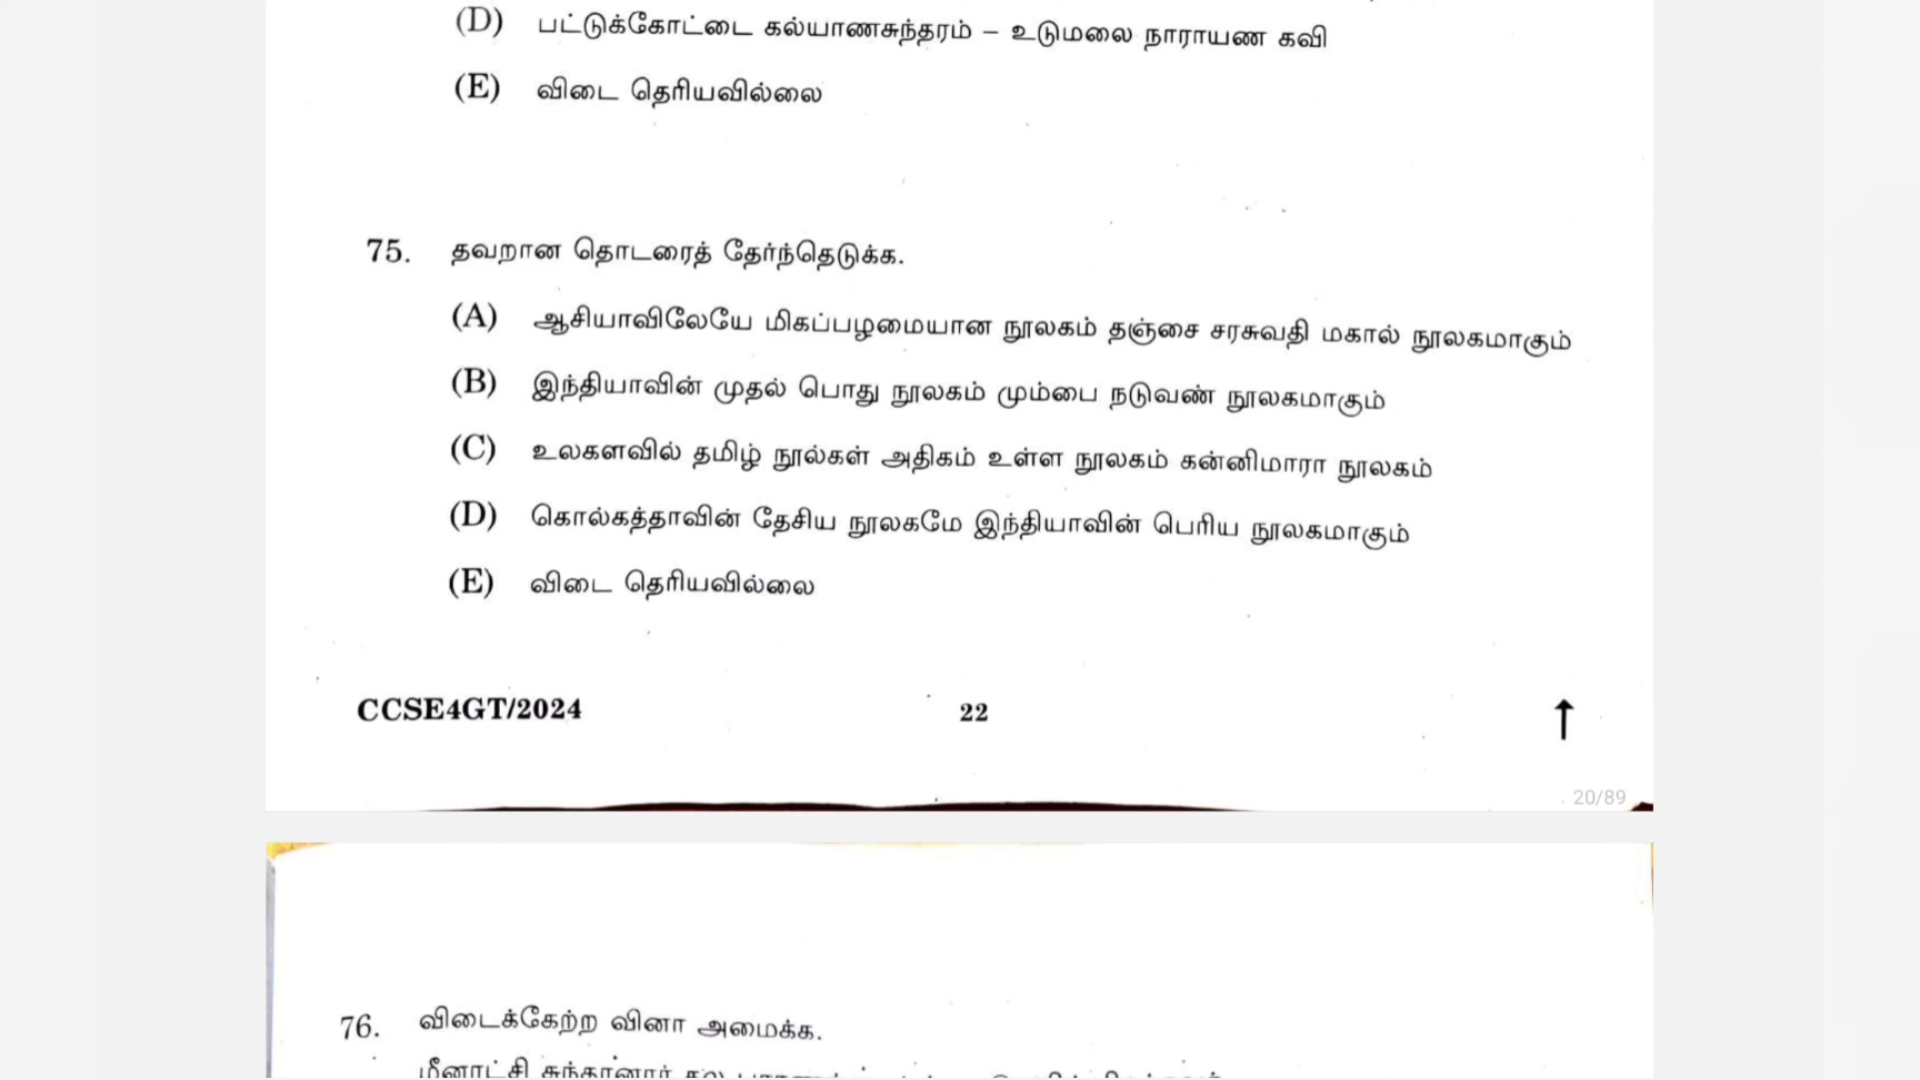 (D) பட்டுக்கோட்டை கல்யாணசுந்தரம் – உடுமலை நாராயண கவி
(E) விடை தெரியவில்லை
75. தவறான தொடரைத் தேர்ந்தெடுக்க.
(A) ஆசியாவிலேயே மிகப்பழமையான நூலகம் தஞ்சை சரசுவதி மகால் நூலகமாகும்
(B) இந்தியாவின் முதல் பொது நூலகம் மும்பை நடுவண் நூலகமாகும்
(C) உலகளவில் தமிழ் நூல்கள் அதிகம் உள்ள நூலகம் கன்னிமாரா நூலகம்
(D) கொல்கத்தாவின் தேசிய நூலகமே இந்தியாவின் பெரிய நூலகமாகும்
(E) விடை தெரியவில்லை
CCSE4GT/2024 22 ↑
20/89
76. விடைக்கேற்ற வினா அமைக்க.
மீனாட்சி சுந்தரனார்